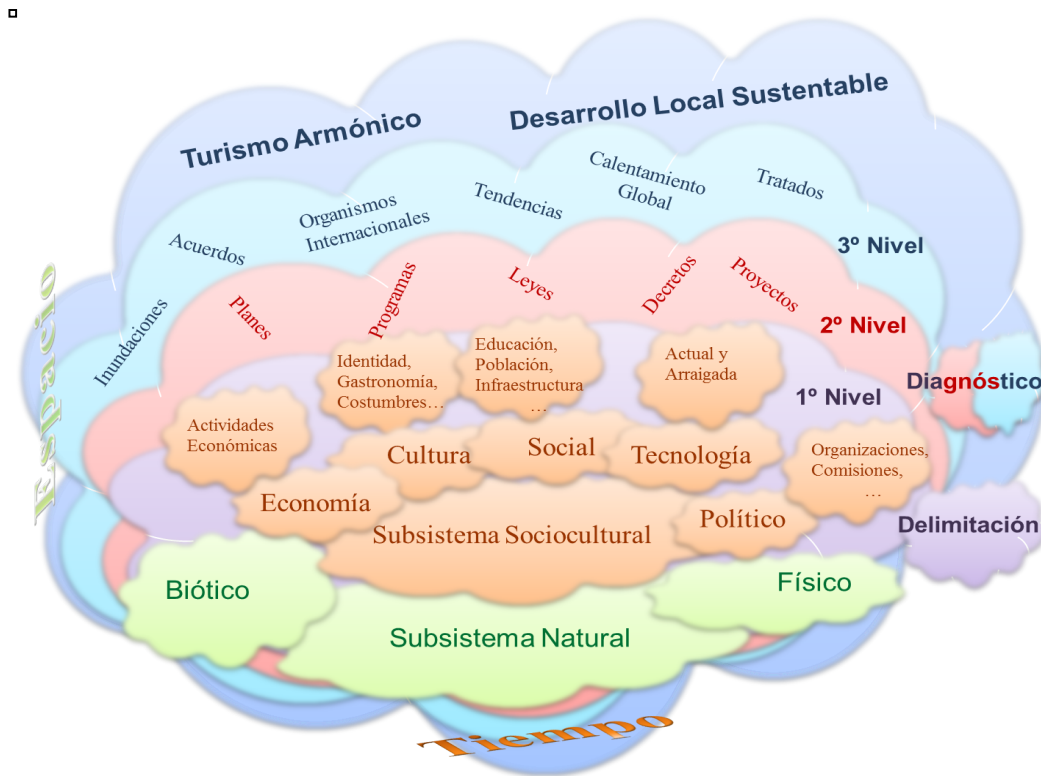 Turismo Armónico
Desarrollo Local Sustentable
Acuerdos
Organismos
Internacionales
Tendencias
Calentamiento
Global
Tratados
3º Nivel
Inundaciones
Planes
Programas
Leyes
Decretos
Proyectos
2º Nivel
Espacio
Identidad,
Gastronomía,
Costumbres…
Educación,
Población,
Infraestructura
…
Actual y
Arraigada
1º Nivel
Diagnóstico
Actividades
Económicas
Cultura
Social
Tecnología
Organizaciones,
Comisiones,
…
Economía
Subsistema Sociocultural
Político
Delimitación
Biótico
Físico
Subsistema Natural
Tiempo